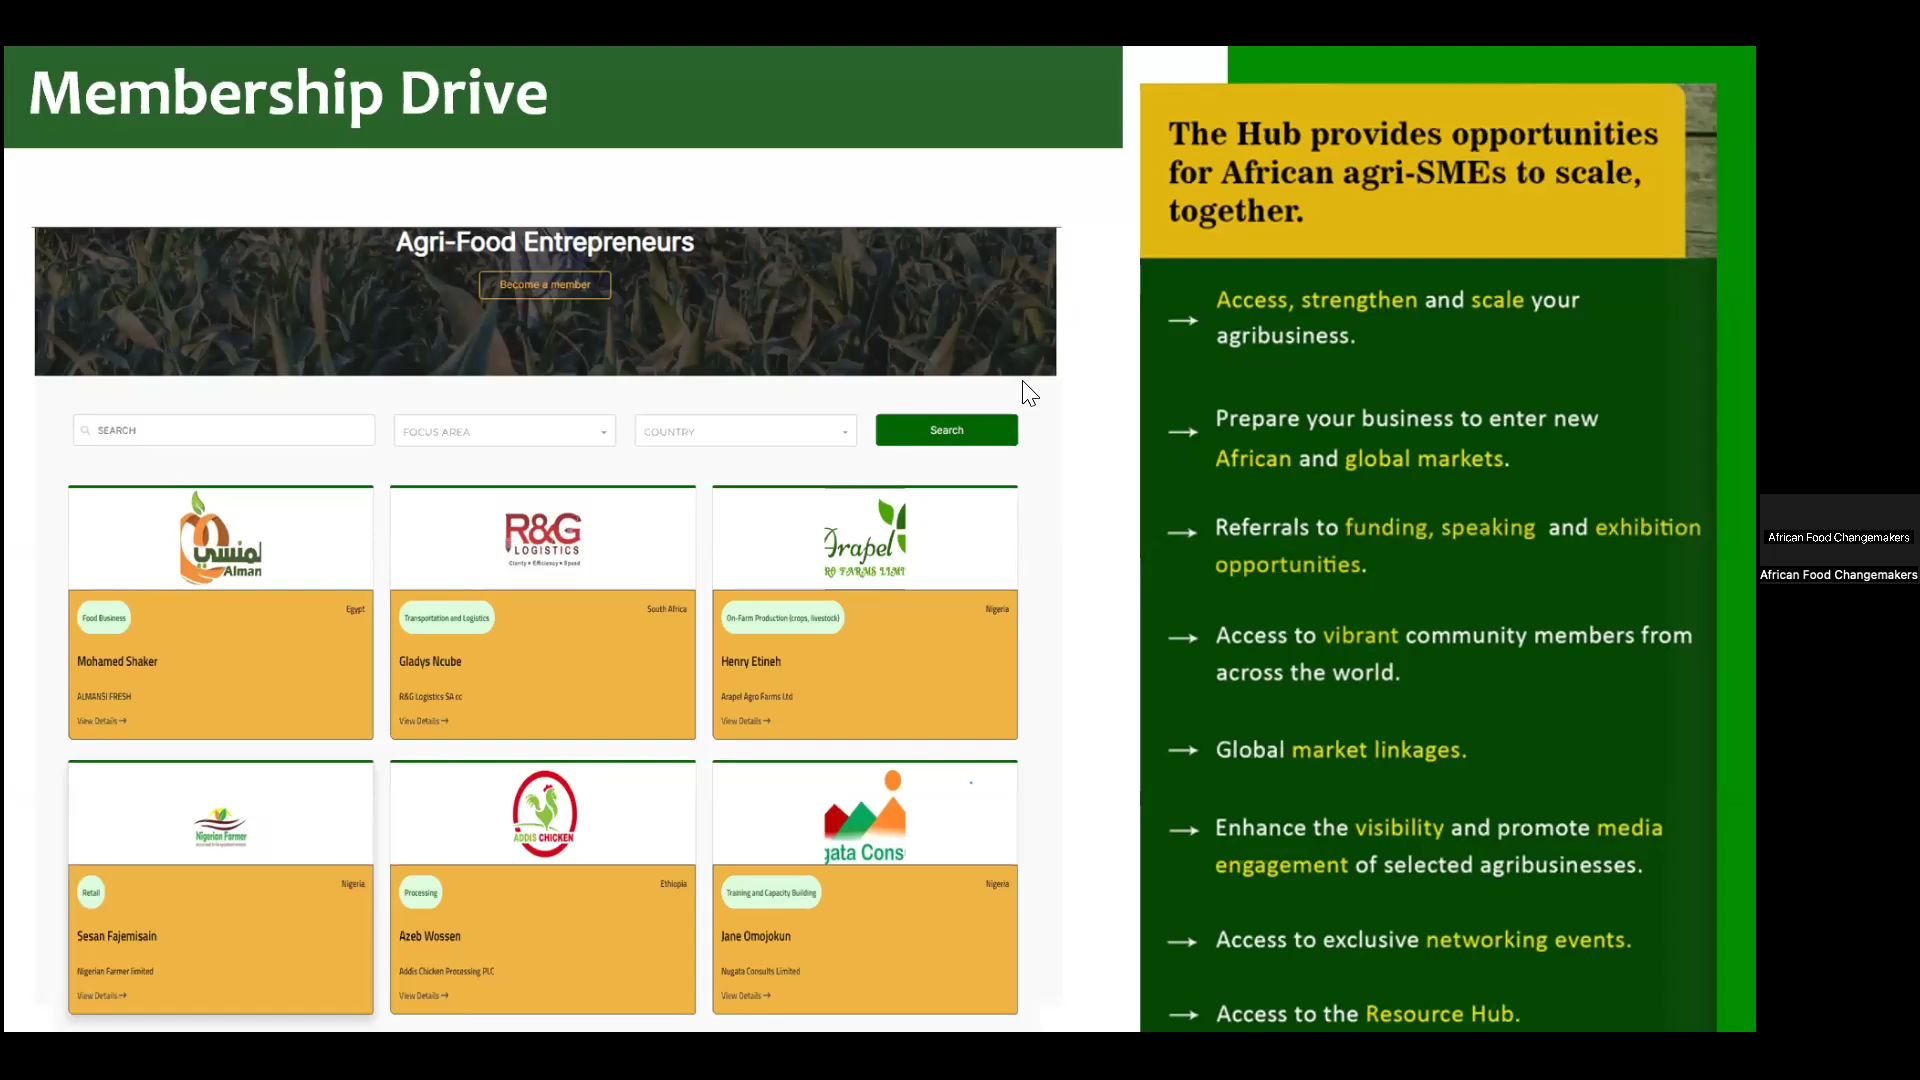 Membership Drive
Agri-Food Entrepreneurs
Become a member
SEARCH
FOCUS AREA
COUNTRY
Search
المنسي
Alman
R&G
LOGISTICS
Clarity • Efficiency • Speed
Arapel
RO FARMS LIMI
Food Business
Egypt
Mohamed Shaker
ALMANSI FRESH
View Details →
Transportation and Logistics
South Africa
Gladys Ncube
R&G Logistics SA cc
View Details →
On-Farm Production (crops, livestock)
Nigeria
Henry Etineh
Arapel Agro Farms Ltd
View Details →
Nigerian Farmer
ADDIS CHICKEN
gata Cons
Retail
Nigeria
Sesan Fajemisain
Nigerian Farmer limited
View Details →
Processing
Ethiopia
Azeb Wossen
Addis Chicken Processing PLC
View Details →
Training and Capacity Building
Nigeria
Jane Omojokun
Nugata Consults Limited
View Details →
The Hub provides opportunities
for African agri-SMEs to scale,
together.
→ Access, strengthen and scale your
agribusiness.
→ Prepare your business to enter new
African and global markets.
→ Referrals to funding, speaking and exhibition
opportunities.
→ Access to vibrant community members from
across the world.
→ Global market linkages.
→ Enhance the visibility and promote media
engagement of selected agribusinesses.
→ Access to exclusive networking events.
→ Access to the Resource Hub.
African Food Changemakers
African Food Changemakers